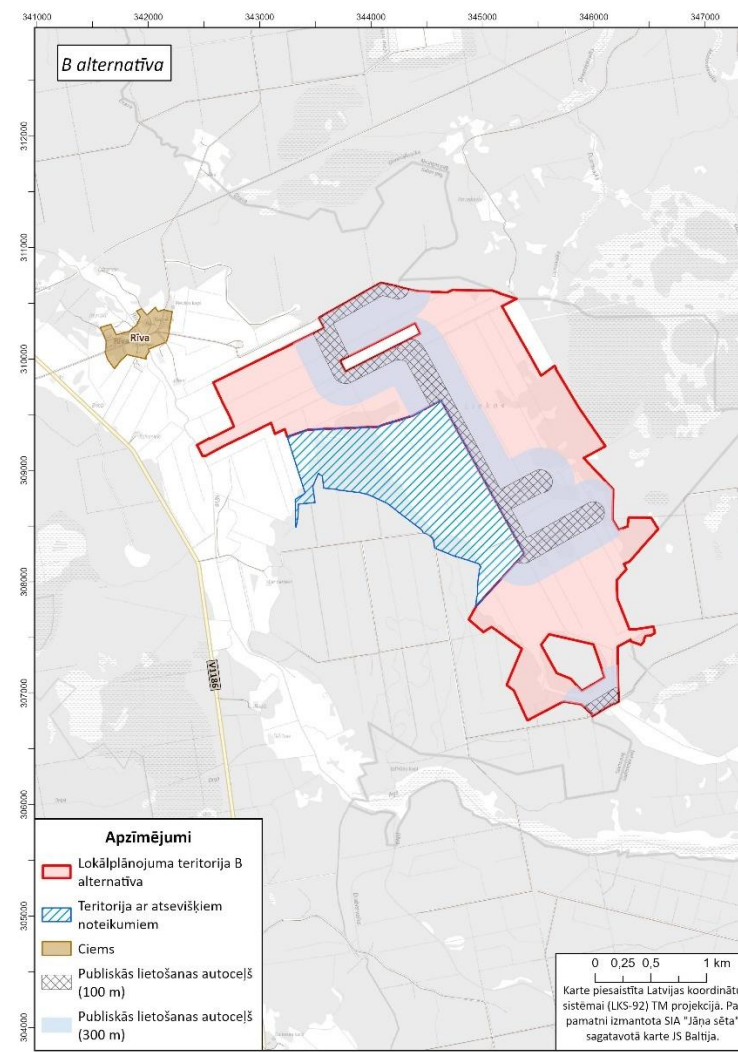 341000 342000 343000 344000 345000 346000 347000
B alternatīva
312000
311000
310000
309000
308000
307000
306000
305000
304000
Rīva
V1186
Apzīmējumi
Lokālplānojuma teritorija B
alternatīva
Teritorija ar atsevišķiem
noteikumiem
Ciems
Publiskās lietošanas autoceļš
(100 m)
Publiskās lietošanas autoceļš
(300 m)
0 0,25 0,5 1 km
Karte piesaistīta Latvijas koordinātu
sistēmai (LKS-92) TM projekcijā. Pa
pamatni izmantota SIA "Jāņa sēta"
sagatavotā karte JS Baltija.